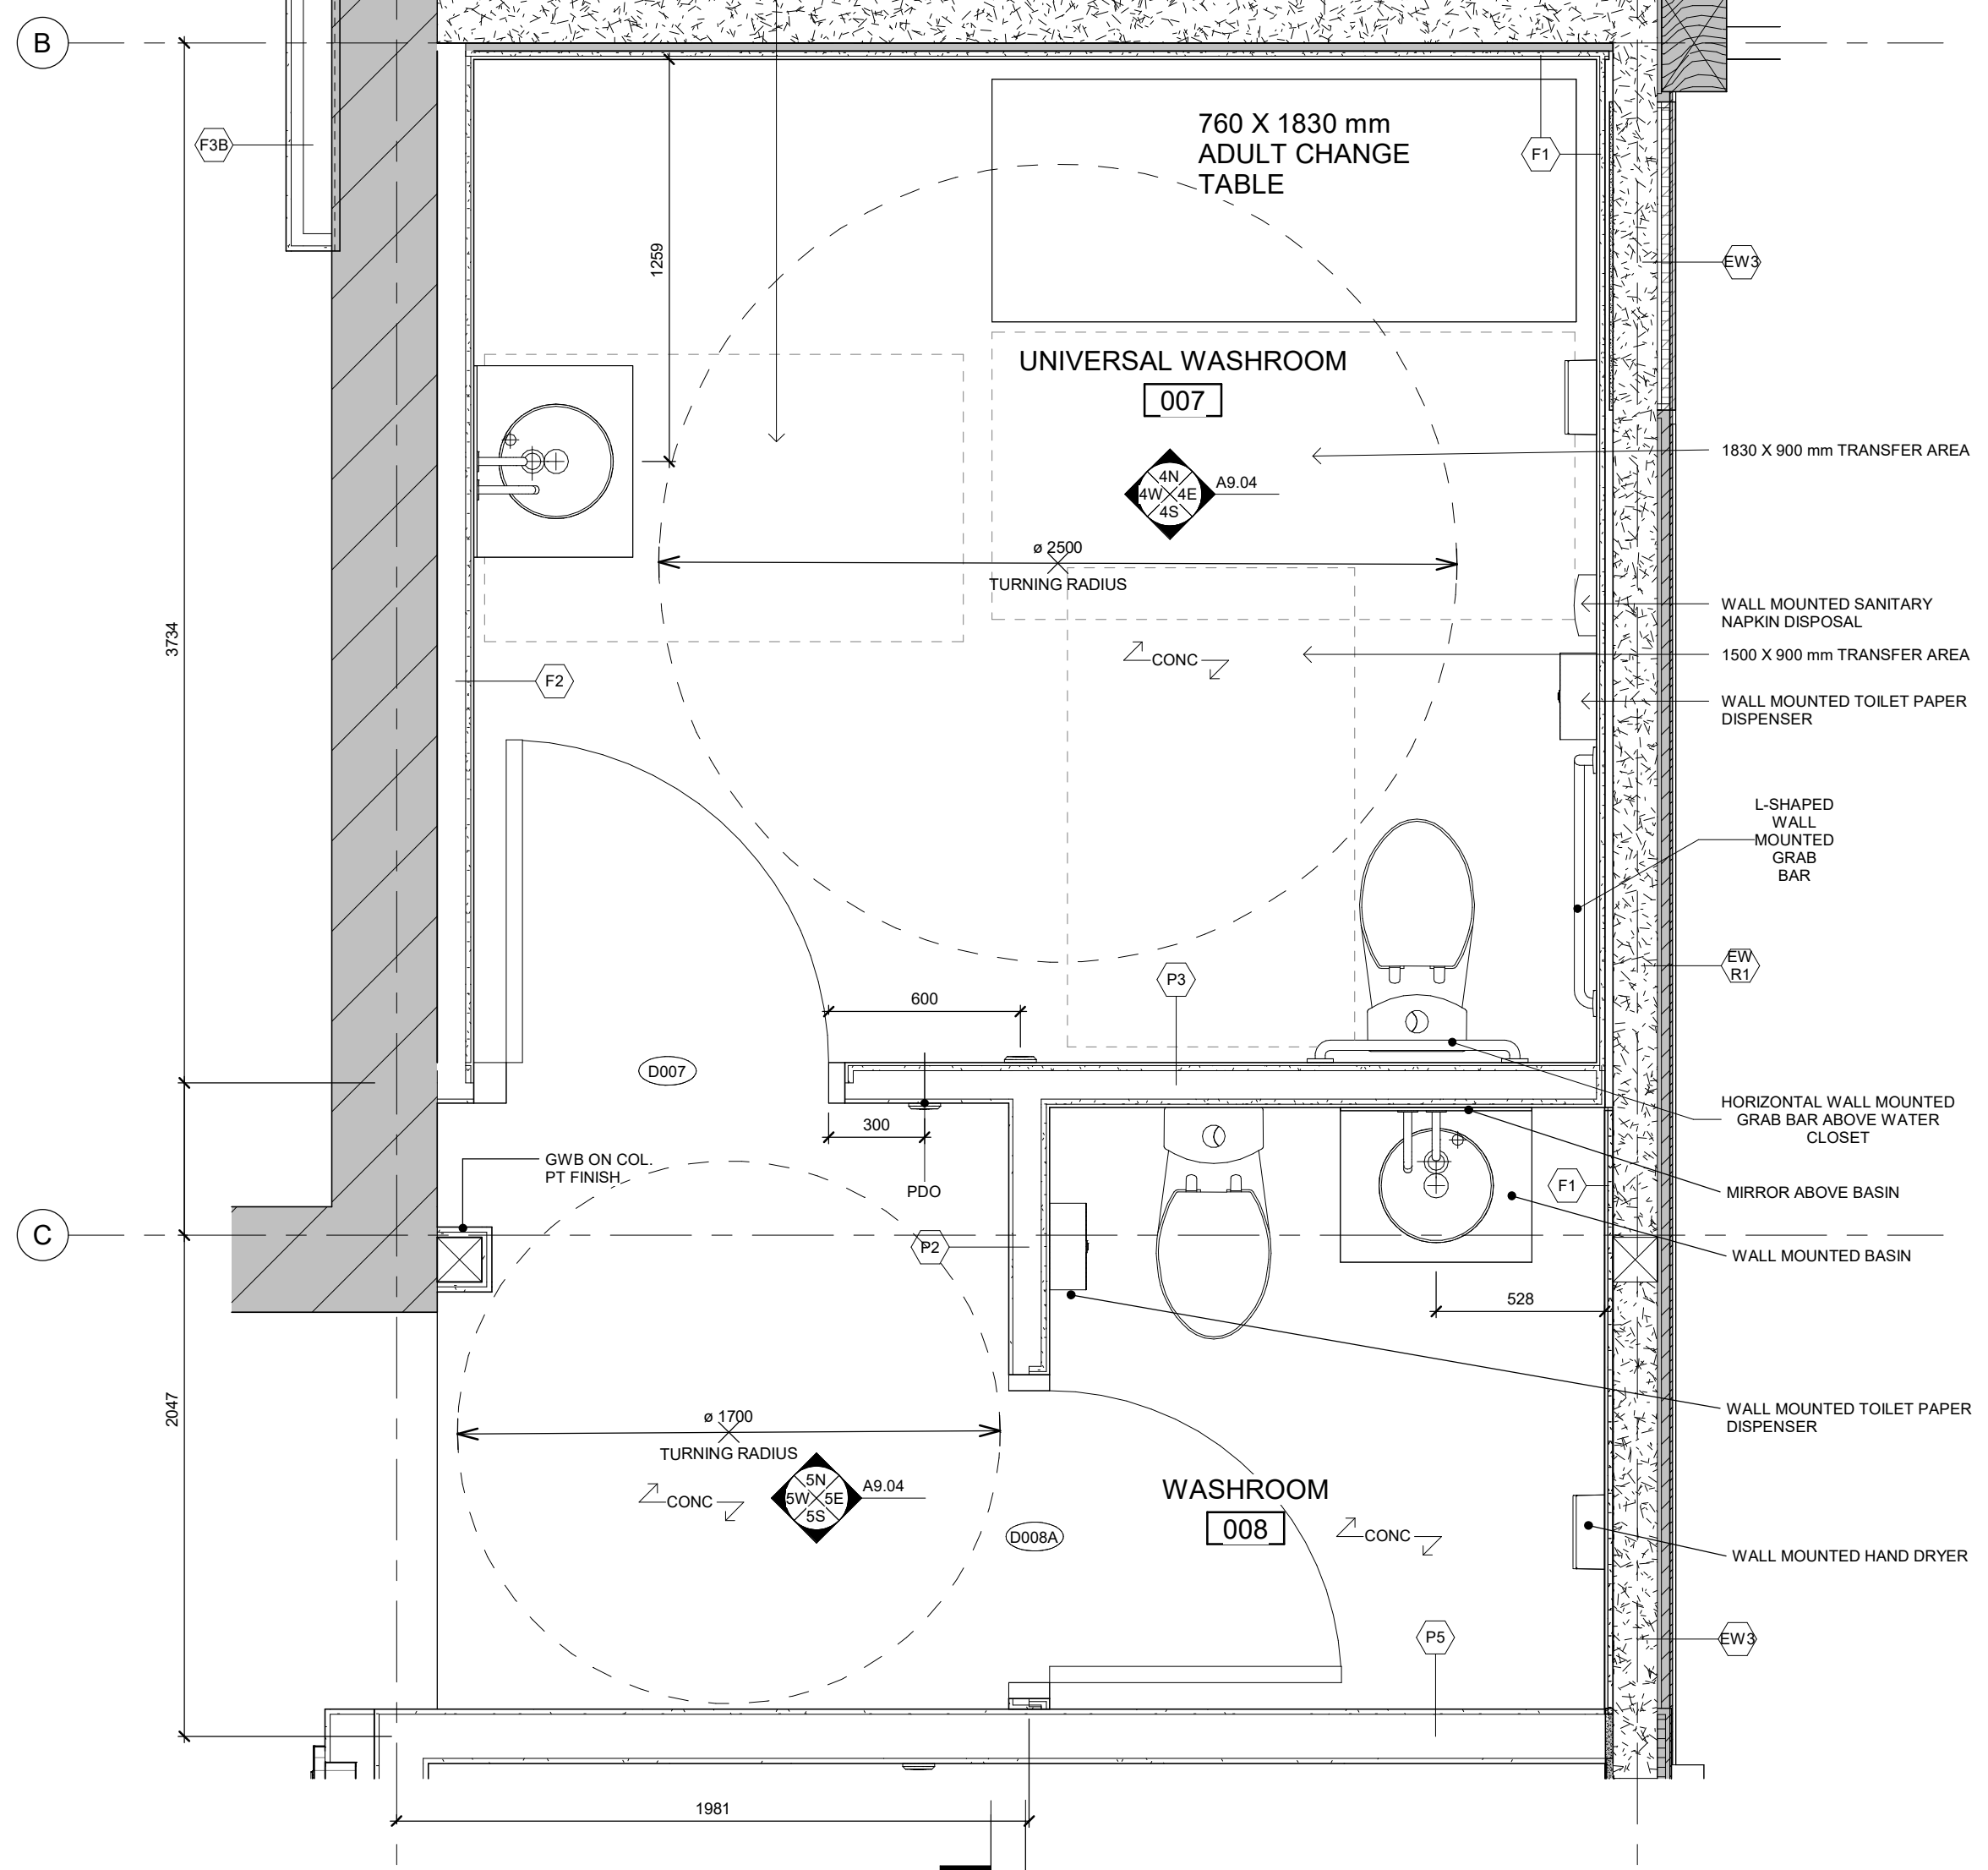 B
F3B
760 X 1830 mm
ADULT CHANGE
TABLE
F1
1259
EW3
UNIVERSAL WASHROOM
007
4N
4W 4E
4S
A9.04
1830 X 900 mm TRANSFER AREA
ø 2500
TURNING RADIUS
WALL MOUNTED SANITARY
NAPKIN DISPOSAL
3734
CONC
1500 X 900 mm TRANSFER AREA
F2
WALL MOUNTED TOILET PAPER
DISPENSER
L-SHAPED
WALL
MOUNTED
GRAB
BAR
EW
R1
P3
600
D007
HORIZONTAL WALL MOUNTED
GRAB BAR ABOVE WATER
CLOSET
300
GWB ON COL.
PT FINISH
PDO
F1
MIRROR ABOVE BASIN
C
P2
WALL MOUNTED BASIN
528
2047
ø 1700
TURNING RADIUS
WALL MOUNTED TOILET PAPER
DISPENSER
5N
5W 5E
5S
A9.04
CONC
WASHROOM
008
D008A
CONC
WALL MOUNTED HAND DRYER
P5
EW3
1981